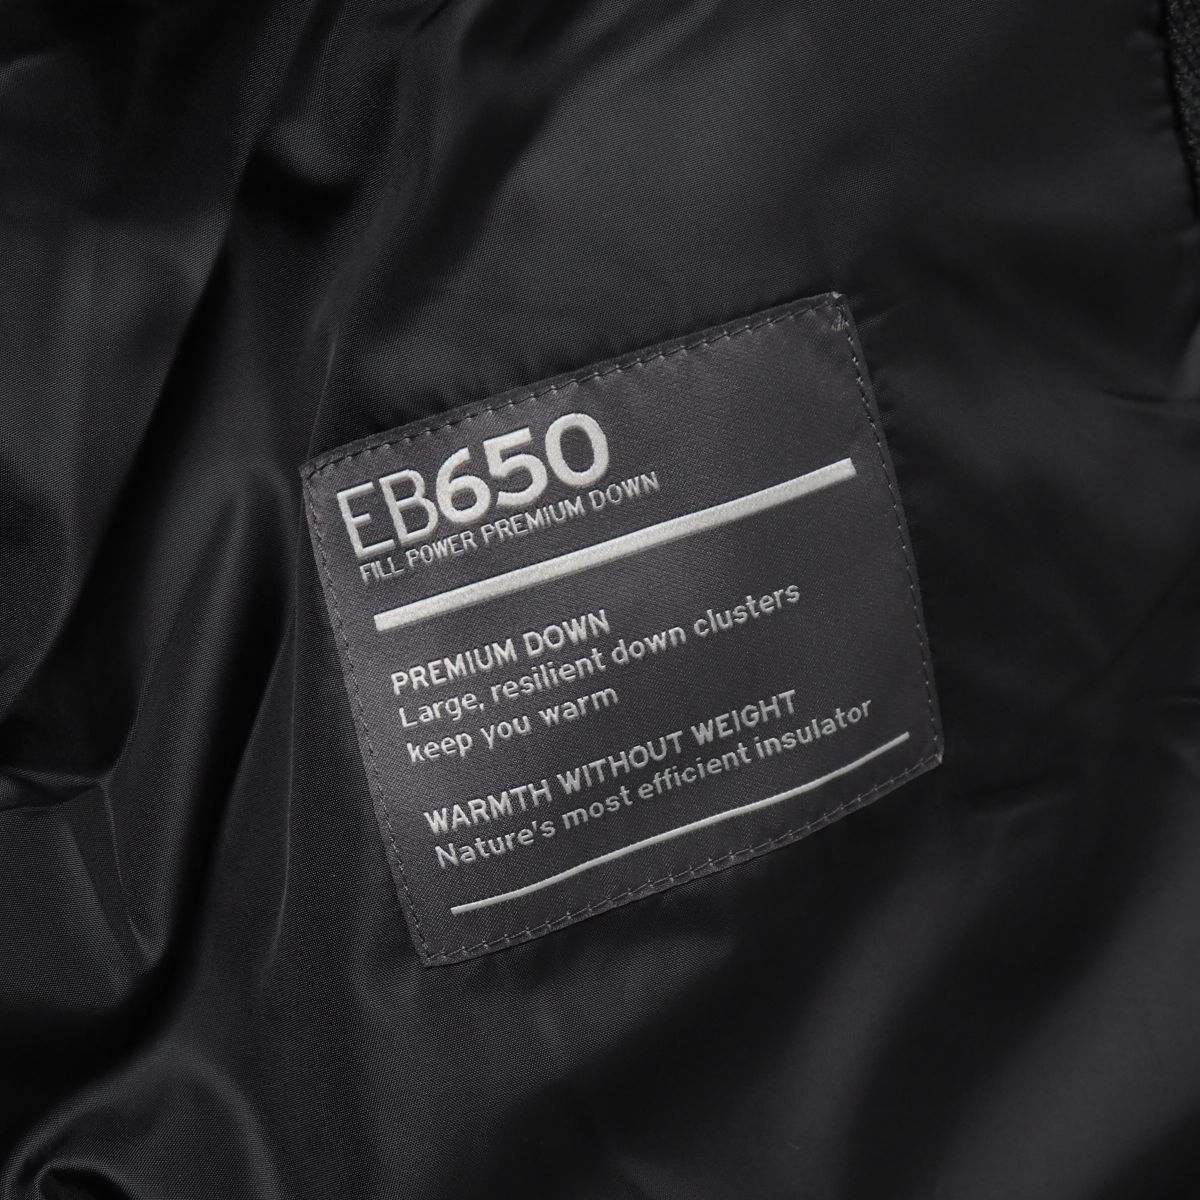 EB650
FILL POWER PREMIUM DOWN
PREMIUM DOWN
Large, resilient down clusters
keep you warm
WARMTH WITHOUT WEIGHT
Nature's most efficient insulator